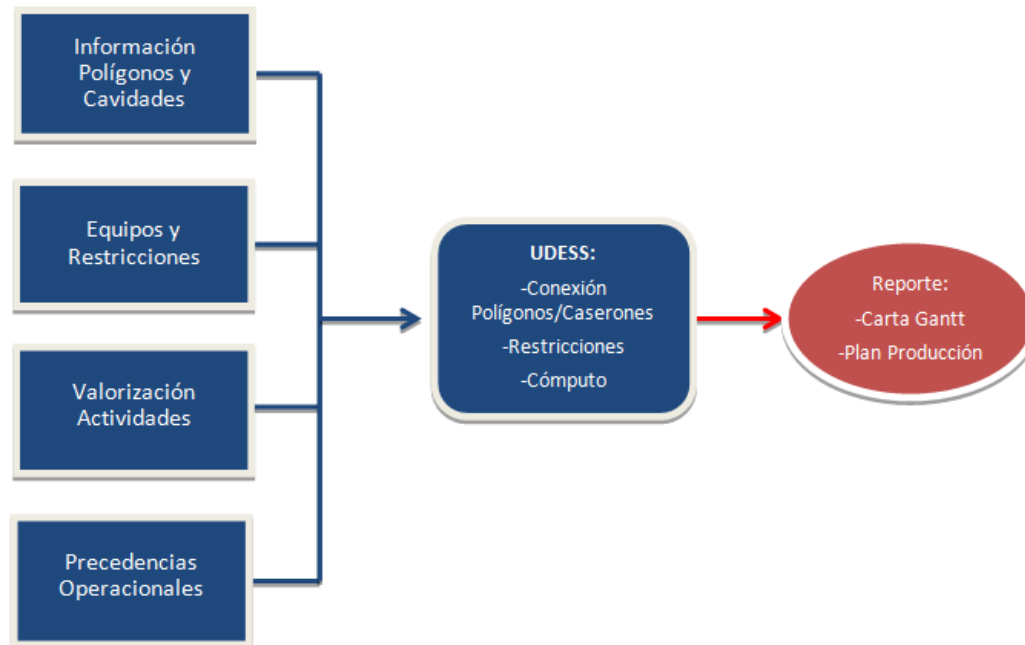 Información
Polígonos y
Cavidades
Equipos y
Restricciones
Valorización
Actividades
Precedencias
Operacionales
UDESS:
-Conexión
Polígonos/Caserones
-Restricciones
-Cómputo
Reporte:
-Carta Gantt
-Plan Producción